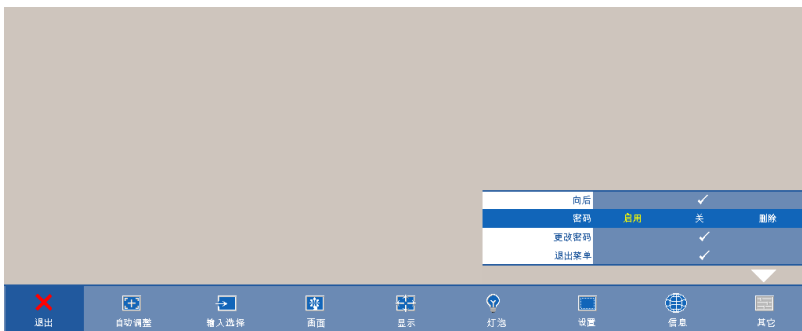 向后
密码 启用 关 删除
更改密码
退出菜单
退出 自动调整 输入选择 画面 显示 灯泡 设置 信息 其它